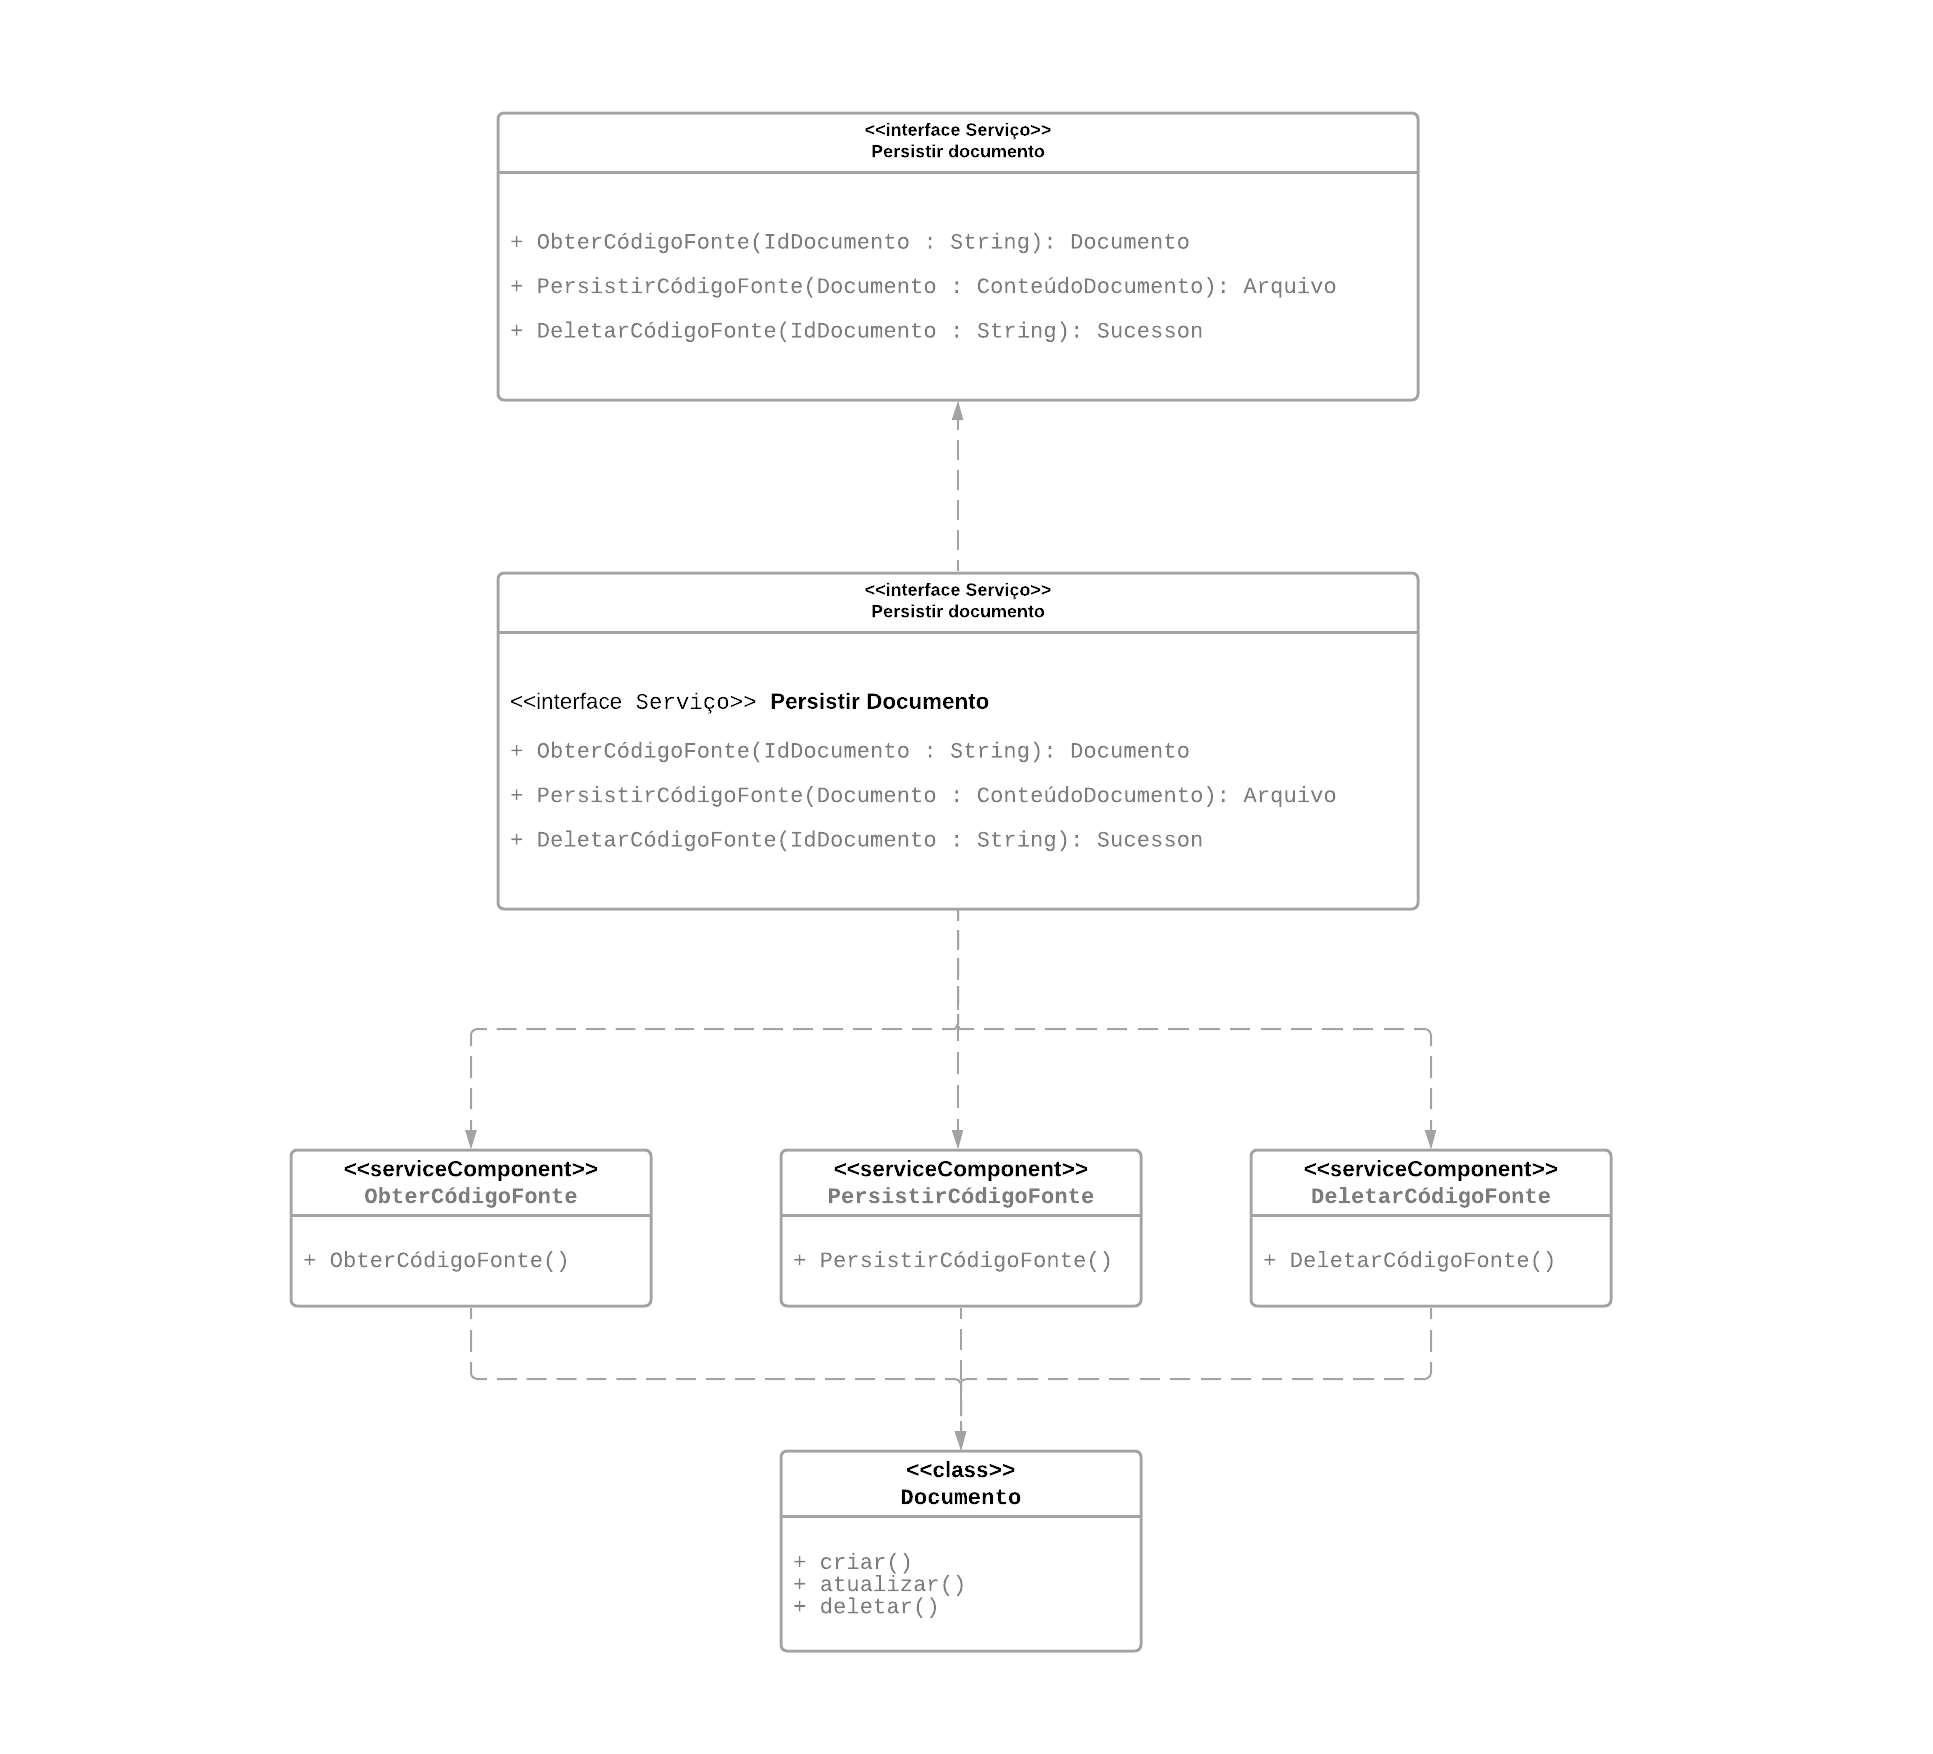 <<interface Serviço>>
Persistir documento
+ ObterCódigoFonte(IdDocumento : String): Documento
+ PersistirCódigoFonte(Documento : ConteúdoDocumento): Arquivo
+ DeletarCódigoFonte(IdDocumento : String): Sucesson
<<interface Serviço>>
Persistir documento
<<interface Serviço>> Persistir Documento
+ ObterCódigoFonte(IdDocumento : String): Documento
+ PersistirCódigoFonte(Documento : ConteúdoDocumento): Arquivo
+ DeletarCódigoFonte(IdDocumento : String): Sucesson
<<serviceComponent>>
ObterCódigoFonte
+ ObterCódigoFonte()
<<serviceComponent>>
PersistirCódigoFonte
+ PersistirCódigoFonte()
<<serviceComponent>>
DeletarCódigoFonte
+ DeletarCódigoFonte()
<<class>>
Documento
+ criar()
+ atualizar()
+ deletar()